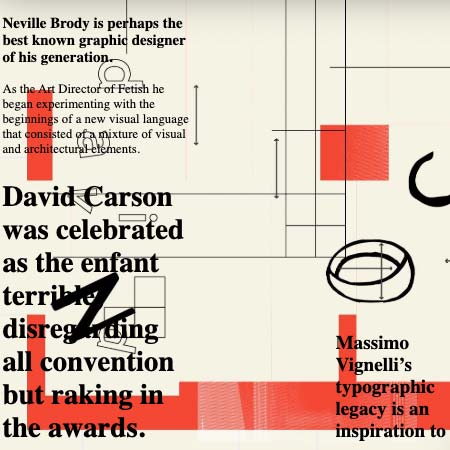 Neville Brody is perhaps the
best known graphic designer
of his generation.
As the Art Director of Fetish he
began experimenting with the
beginnings of a new visual language
that consisted of a mixture of visual
and architectural elements.
David Carson
was celebrated
as the enfant
terrible
disregarding
all convention
but raking in
the awards.
Massimo
Vignelli’s
typographic
legacy is an
inspiration to